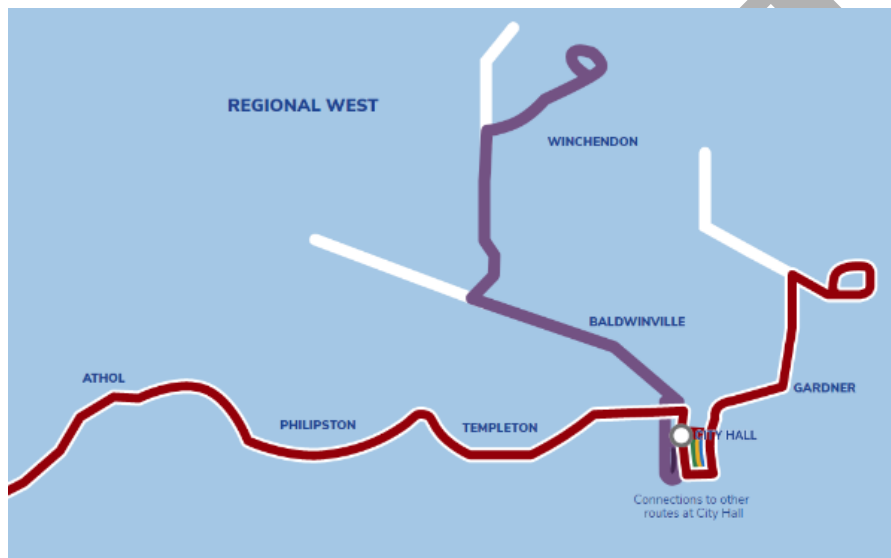 REGIONAL WEST
WINCHENDON
BALDWINVILLE
ATHOL
GARDNER
PHILIPSTON
TEMPLETON
CITY HALL
Connections to other
routes at City Hall